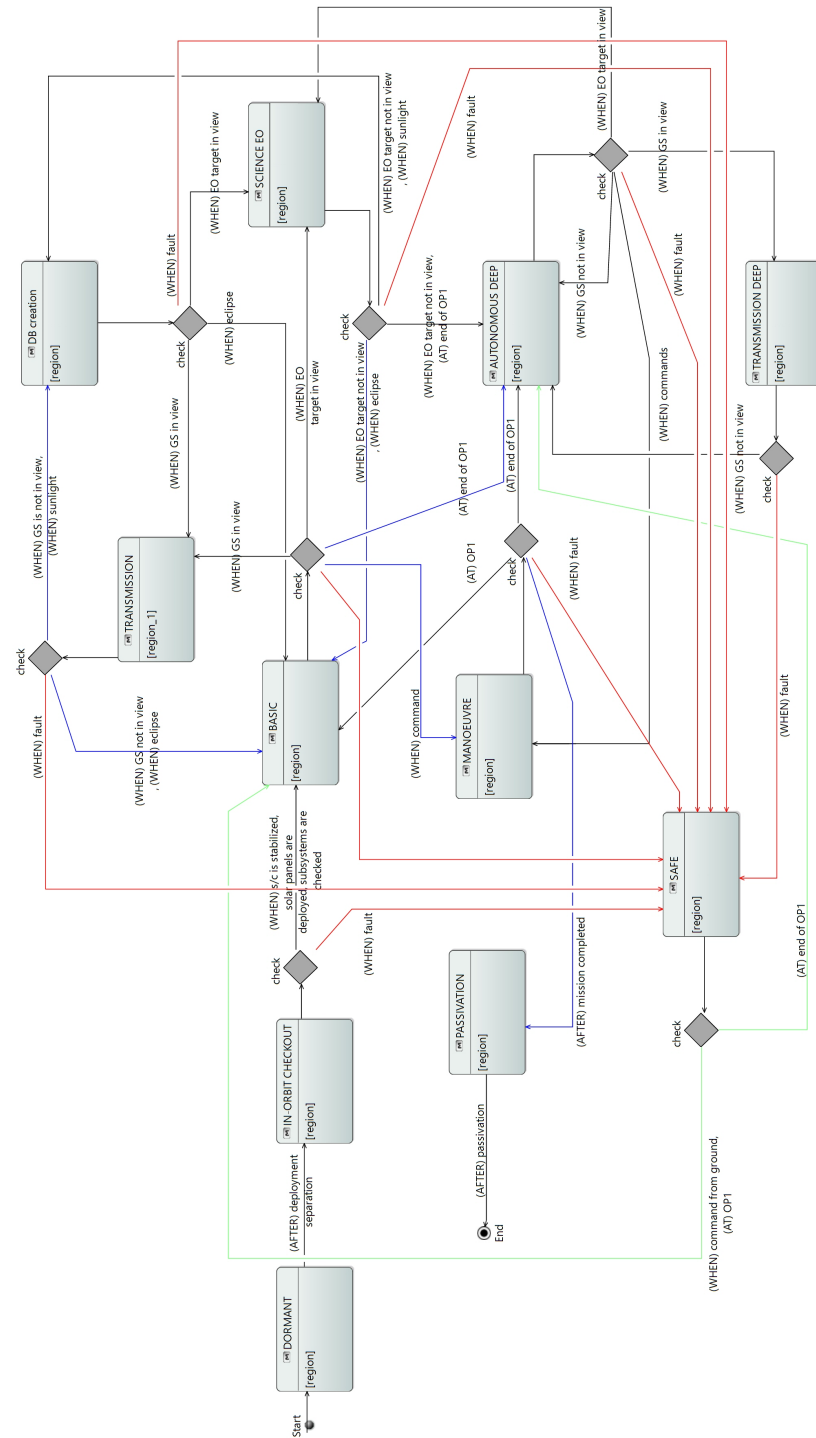 Start
DORMANT
[region]
(AFTER) deployment
separation
IN-ORBIT CHECKOUT
[region]
check
(WHEN) fault
(WHEN) s/c is stabilized,
solar panels are
deployed, subsystems are
checked
BASIC
[region]
check
(WHEN) GS in view
(WHEN) EO
target in view
(AT) end of OP1
(WHEN) command
TRANSMISSION
[region_1]
check
(WHEN) fault
(WHEN) GS not in view
, (WHEN) eclipse
(WHEN) GS is not in view,
(WHEN) sunlight
DB creation
[region]
check
(WHEN) fault
(WHEN) eclipse
(WHEN) GS in view
(WHEN) EO target in view
SCIENCE EO
[region]
check
(WHEN) EO target not in view
, (WHEN) sunlight
(WHEN) fault
(WHEN) EO target not in view
, (WHEN) eclipse
(WHEN) EO target not in view,
(AT) end of OP1
AUTONOMOUS DEEP
[region]
check
(WHEN) EO target in view
(WHEN) GS in view
(WHEN) GS not in view
(WHEN) fault
(WHEN) commands
TRANSMISSION DEEP
[region]
check
(WHEN) GS not in view
(WHEN) fault
MANOEUVRE
[region]
check
(AT) OP1
(AT) end of OP1
(WHEN) fault
(AFTER) mission completed
PASSIVATION
[region]
(AFTER) passivation
End
SAFE
[region]
check
(AT) end of OP1
(WHEN) command from ground,
(AT) OP1